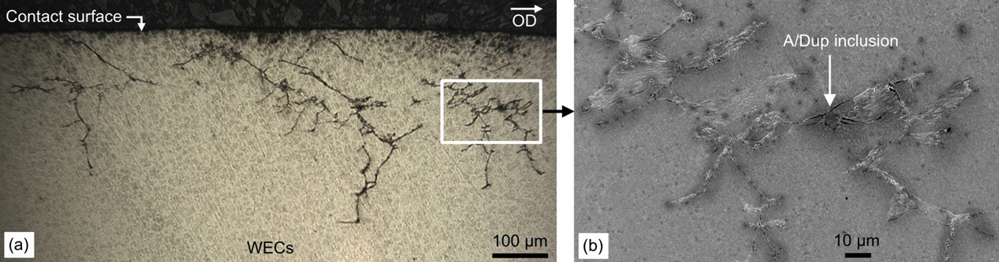 Contact surface
OD
(a)
WECs
100 µm
A/Dup inclusion
(b)
10 µm